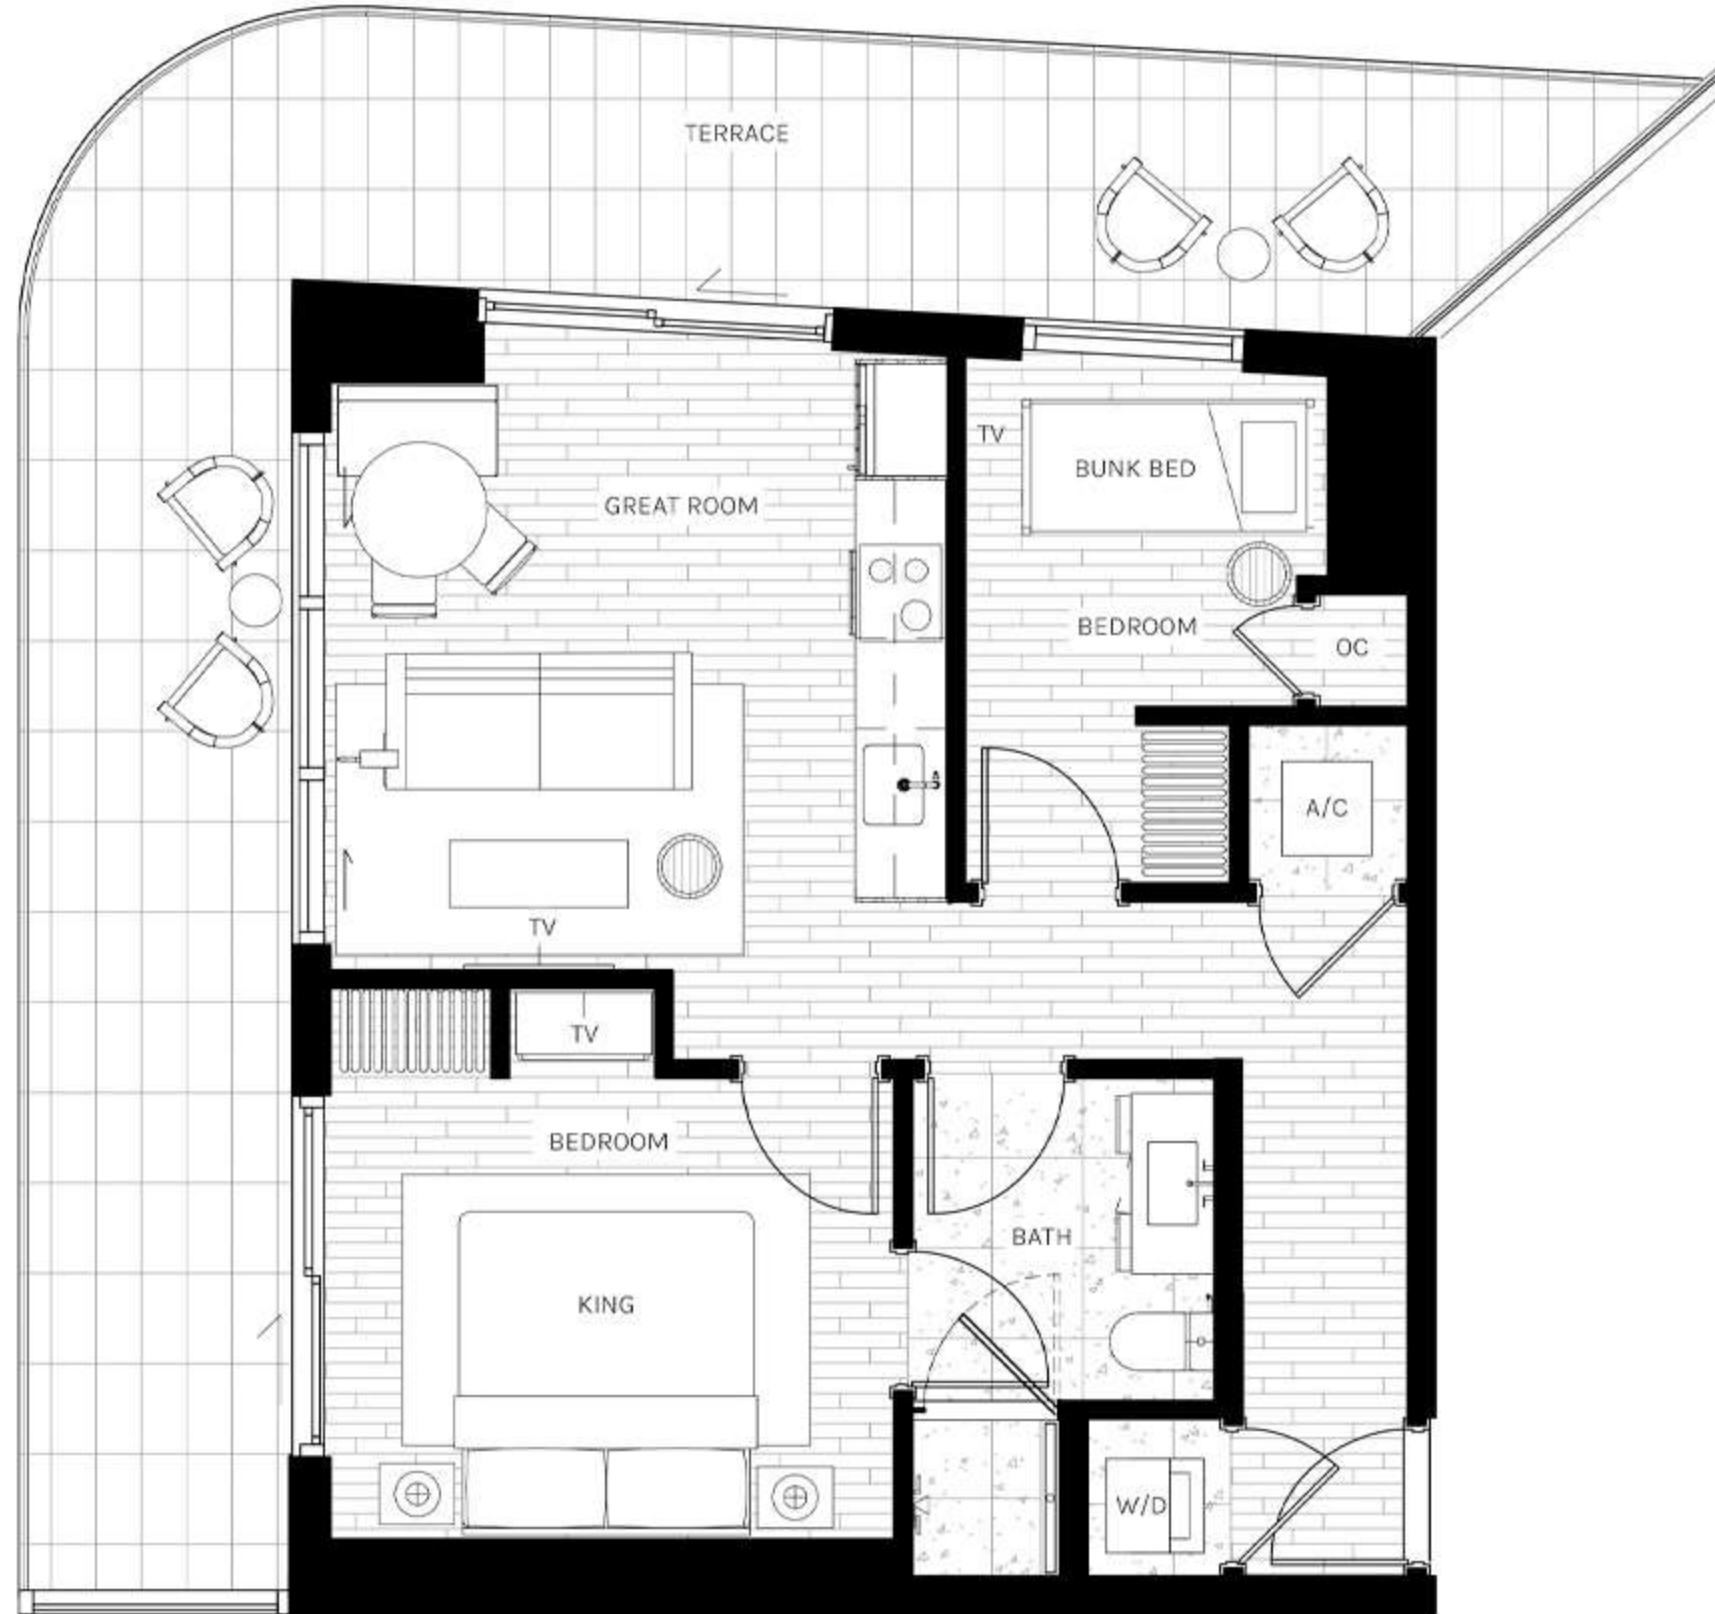 TERRACE
TV
BUNK BED
GREAT ROOM
BEDROOM
OC
A/C
TV
TV
BEDROOM
BATH
KING
W/D